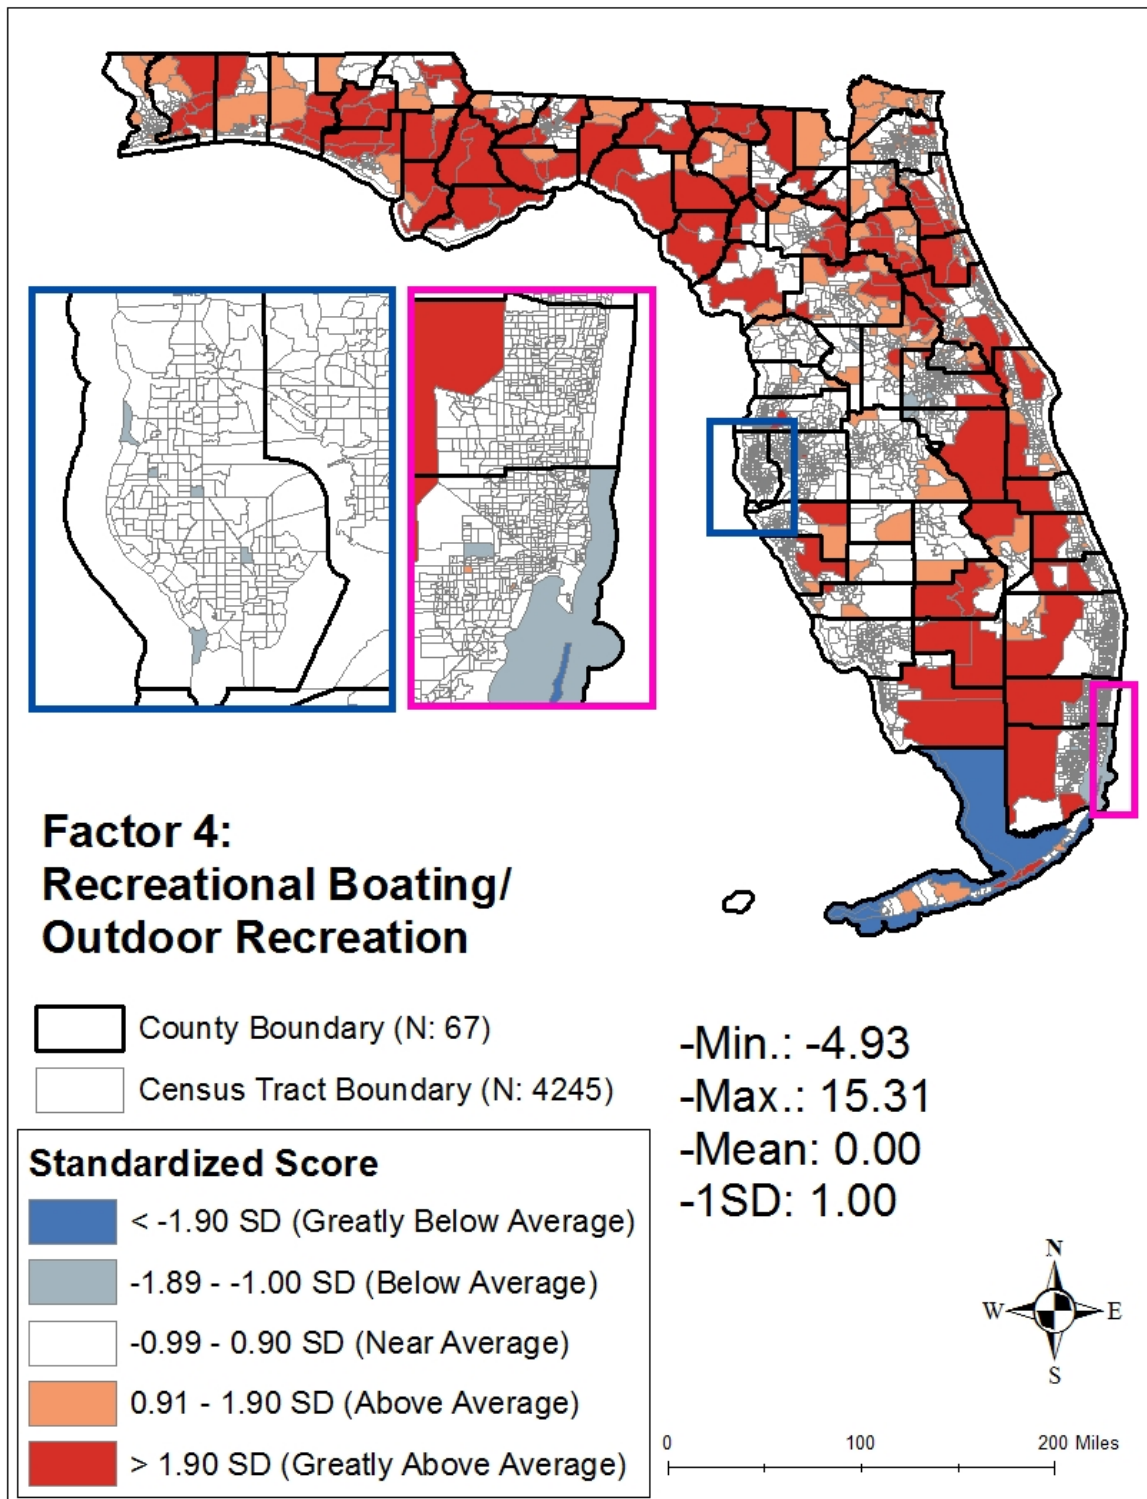 Factor 4:
Recreational Boating/
Outdoor Recreation
County Boundary (N: 67)
Census Tract Boundary (N: 4245)
Standardized Score
< -1.90 SD (Greatly Below Average)
-1.89 - -1.00 SD (Below Average)
-0.99 - 0.90 SD (Near Average)
0.91 - 1.90 SD (Above Average)
> 1.90 SD (Greatly Above Average)
-Min.: -4.93
-Max.: 15.31
-Mean: 0.00
-1SD: 1.00
N
W E
S
0 100 200 Miles